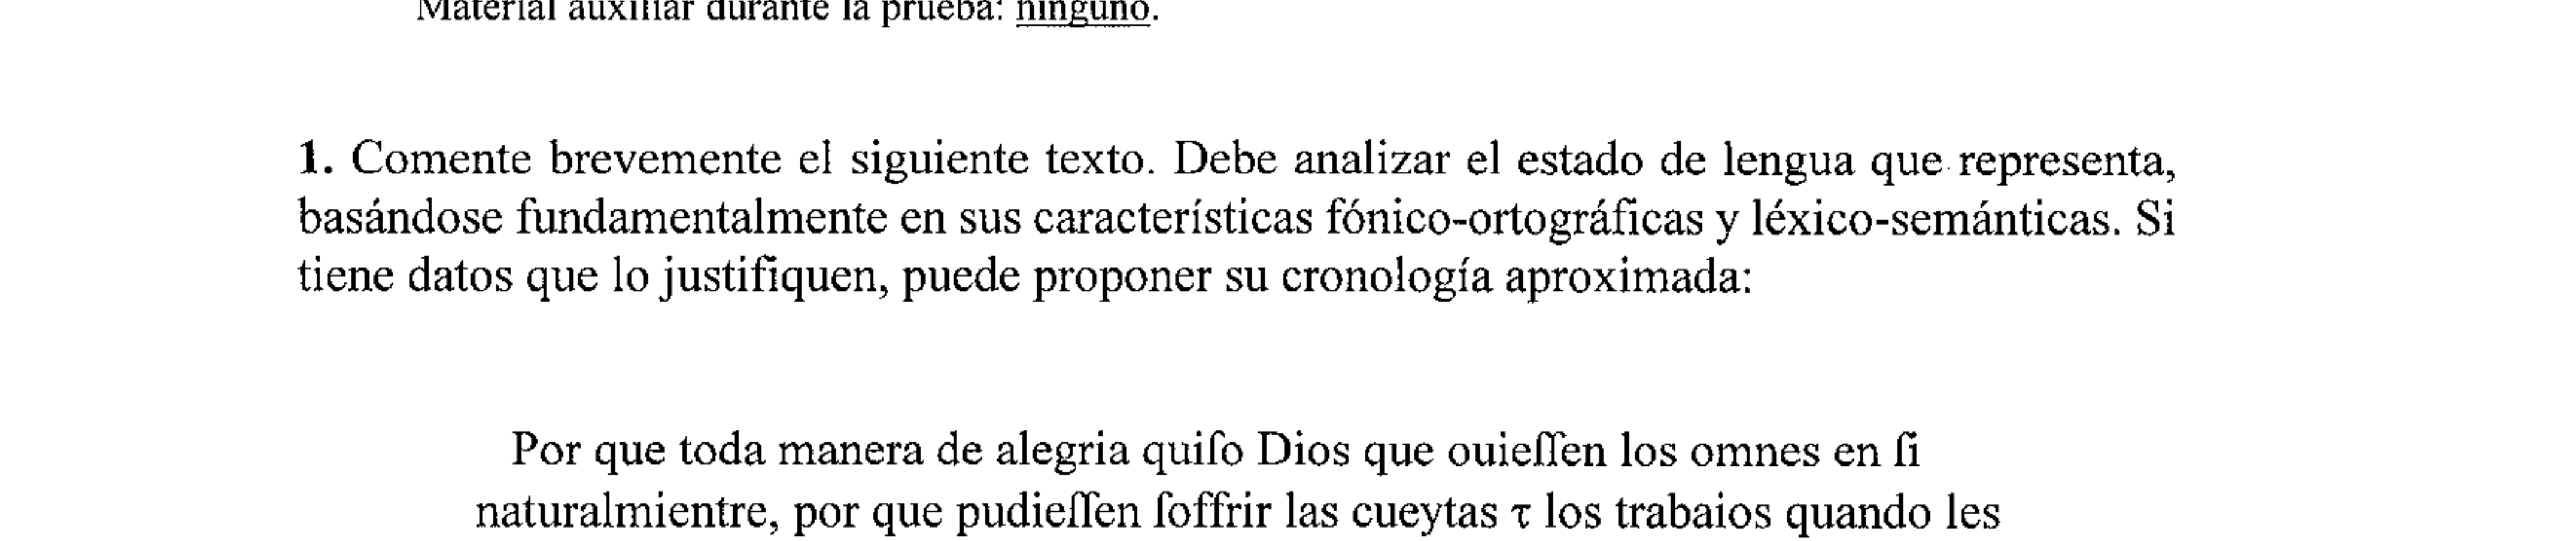 Material auxiliar durante la prueba: ninguno.
1. Comente brevemente el siguiente texto. Debe analizar el estado de lengua que representa,
basándose fundamentalmente en sus características fónico-ortográficas y léxico-semánticas. Si
tiene datos que lo justifiquen, puede proponer su cronología aproximada:
Por que toda manera de alegria quiſo Dios que ouieſſen los omnes en ſi
naturalmientre, por que pudieſſen ſoffrir las cueytas τ los trabaios quando les